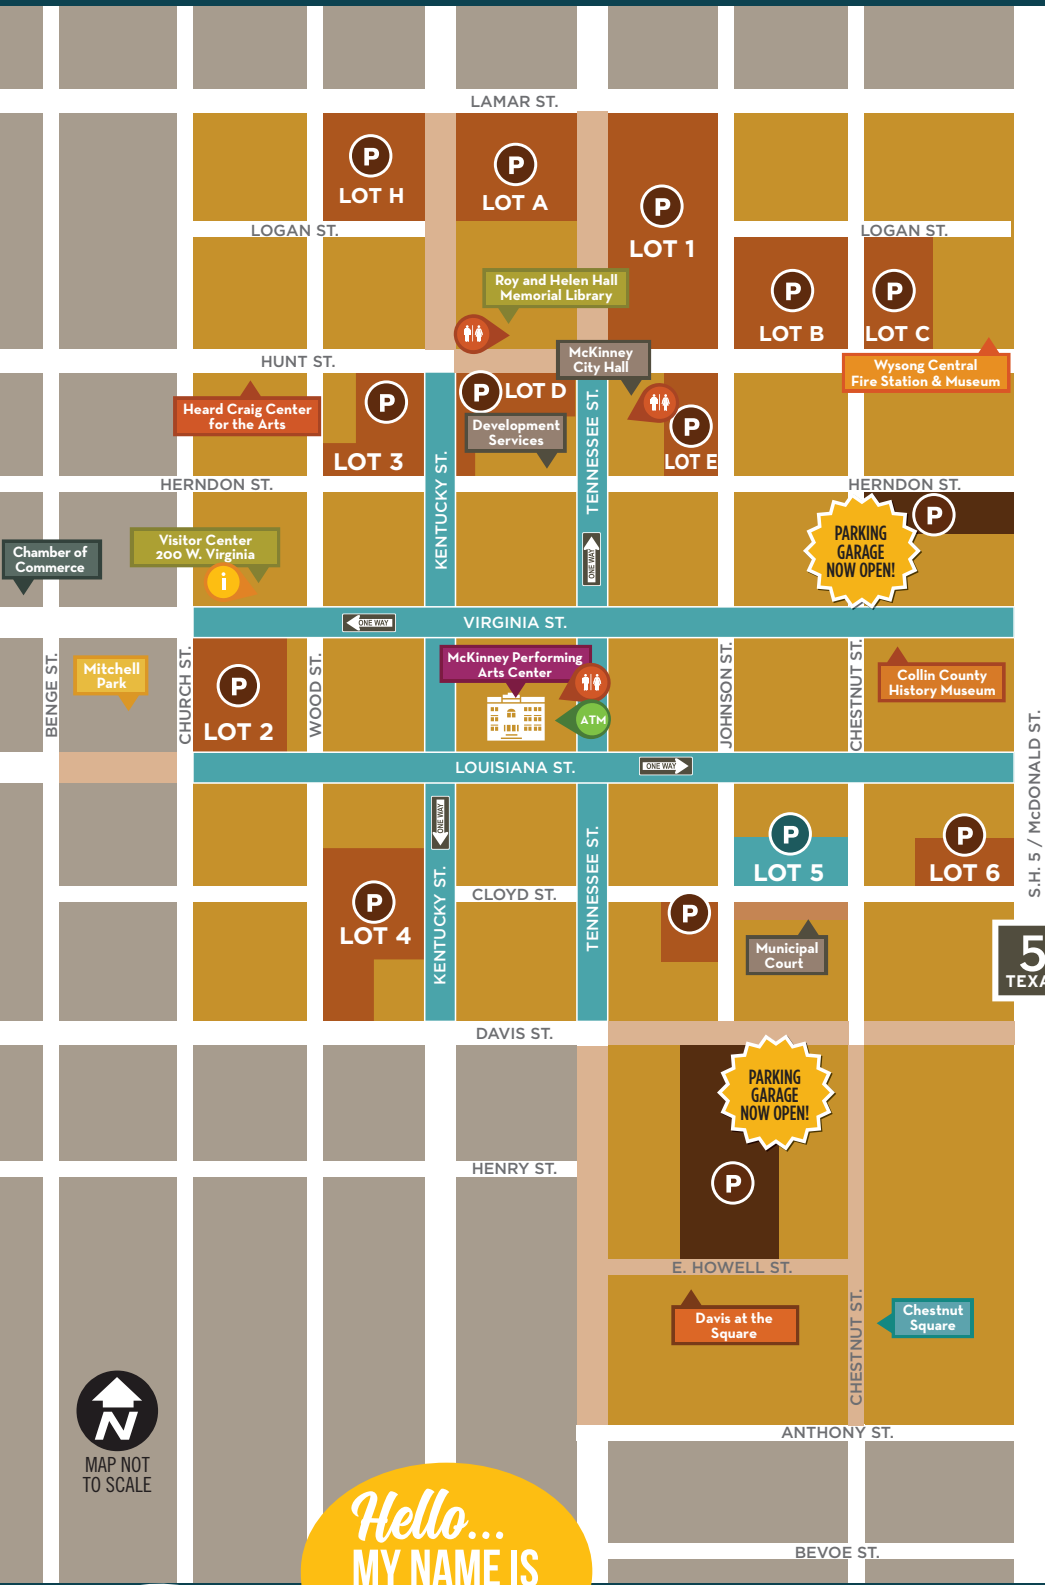 LAMAR ST.
P
LOT H
P
LOT A
P
LOT 1
LOGAN ST.
LOGAN ST.
P
LOT B
P
LOT C
Roy and Helen Hall
Memorial Library
HUNT ST.
McKinney
City Hall
Wysong Central
Fire Station & Museum
Heard Craig Center
for the Arts
P
LOT 3
P
LOT D
Development
Services
P
LOT E
KENTUCKY ST.
TENNESSEE ST.
HERNDON ST.
HERNDON ST.
P
PARKING
GARAGE
NOW OPEN!
Chamber of
Commerce
Visitor Center
200 W. Virginia
i
ONE WAY
ONE WAY
VIRGINIA ST.
BENGE ST.
Mitchell
Park
CHURCH ST.
P
LOT 2
WOOD ST.
McKinney Performing
Arts Center
ATM
JOHNSON ST.
CHESTNUT ST.
Collin County
History Museum
LOUISIANA ST.
ONE WAY
S.H. 5 / McDONALD ST.
ONE WAY
P
LOT 5
P
LOT 6
P
LOT 4
KENTUCKY ST.
CLOYD ST.
TENNESSEE ST.
P
Municipal
Court
5
TEXA
DAVIS ST.
PARKING
GARAGE
NOW OPEN!
HENRY ST.
P
E. HOWELL ST.
Davis at the
Square
CHESTNUT ST.
Chestnut
Square
N
MAP NOT
TO SCALE
ANTHONY ST.
Hello...
MY NAME IS
BEVOE ST.